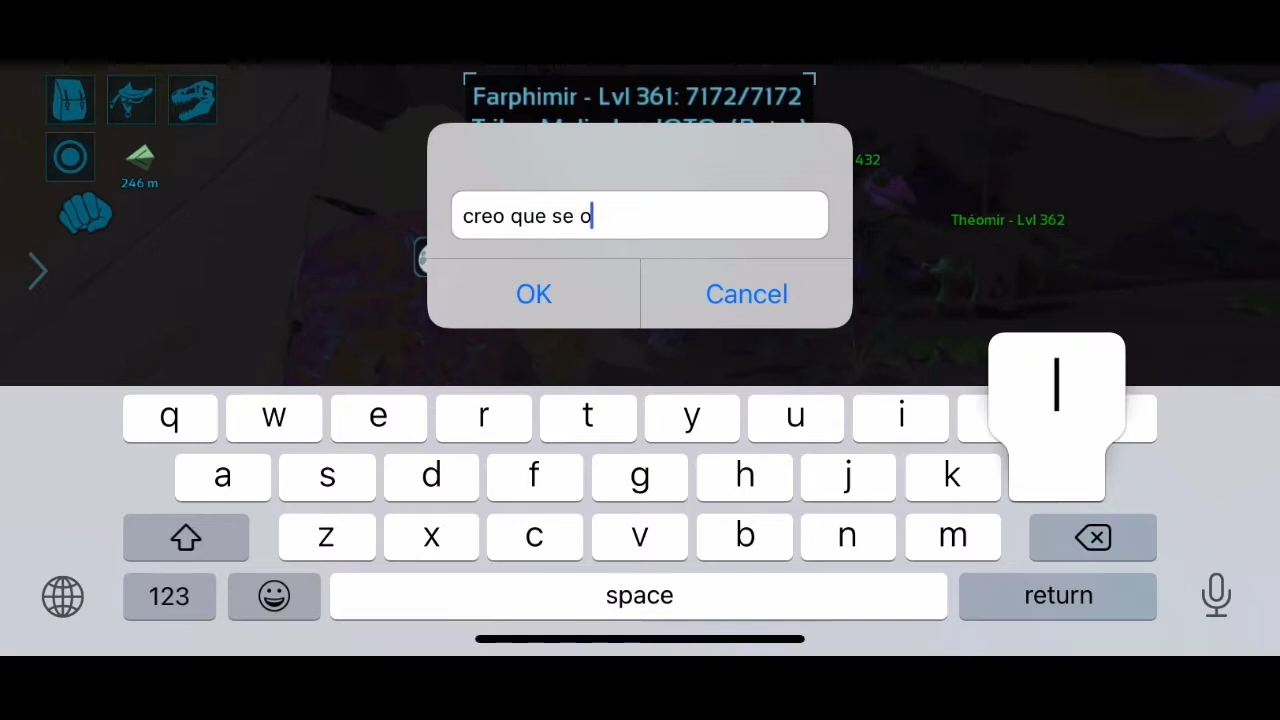 Farphimir - Lvl 361: 7172/7172
432
246 m
creo que se o
Théomir - Lvl 362
OK
Cancel
l
q w e r t y u i
a s d f g h j k
z x c v b n m
123
space
return